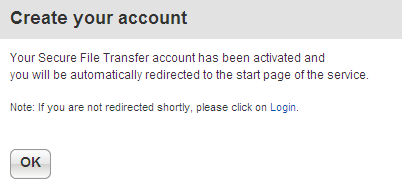 Create your account
Your Secure File Transfer account has been activated and
you will be automatically redirected to the start page of the service.
Note: If you are not redirected shortly, please click on Login.
OK